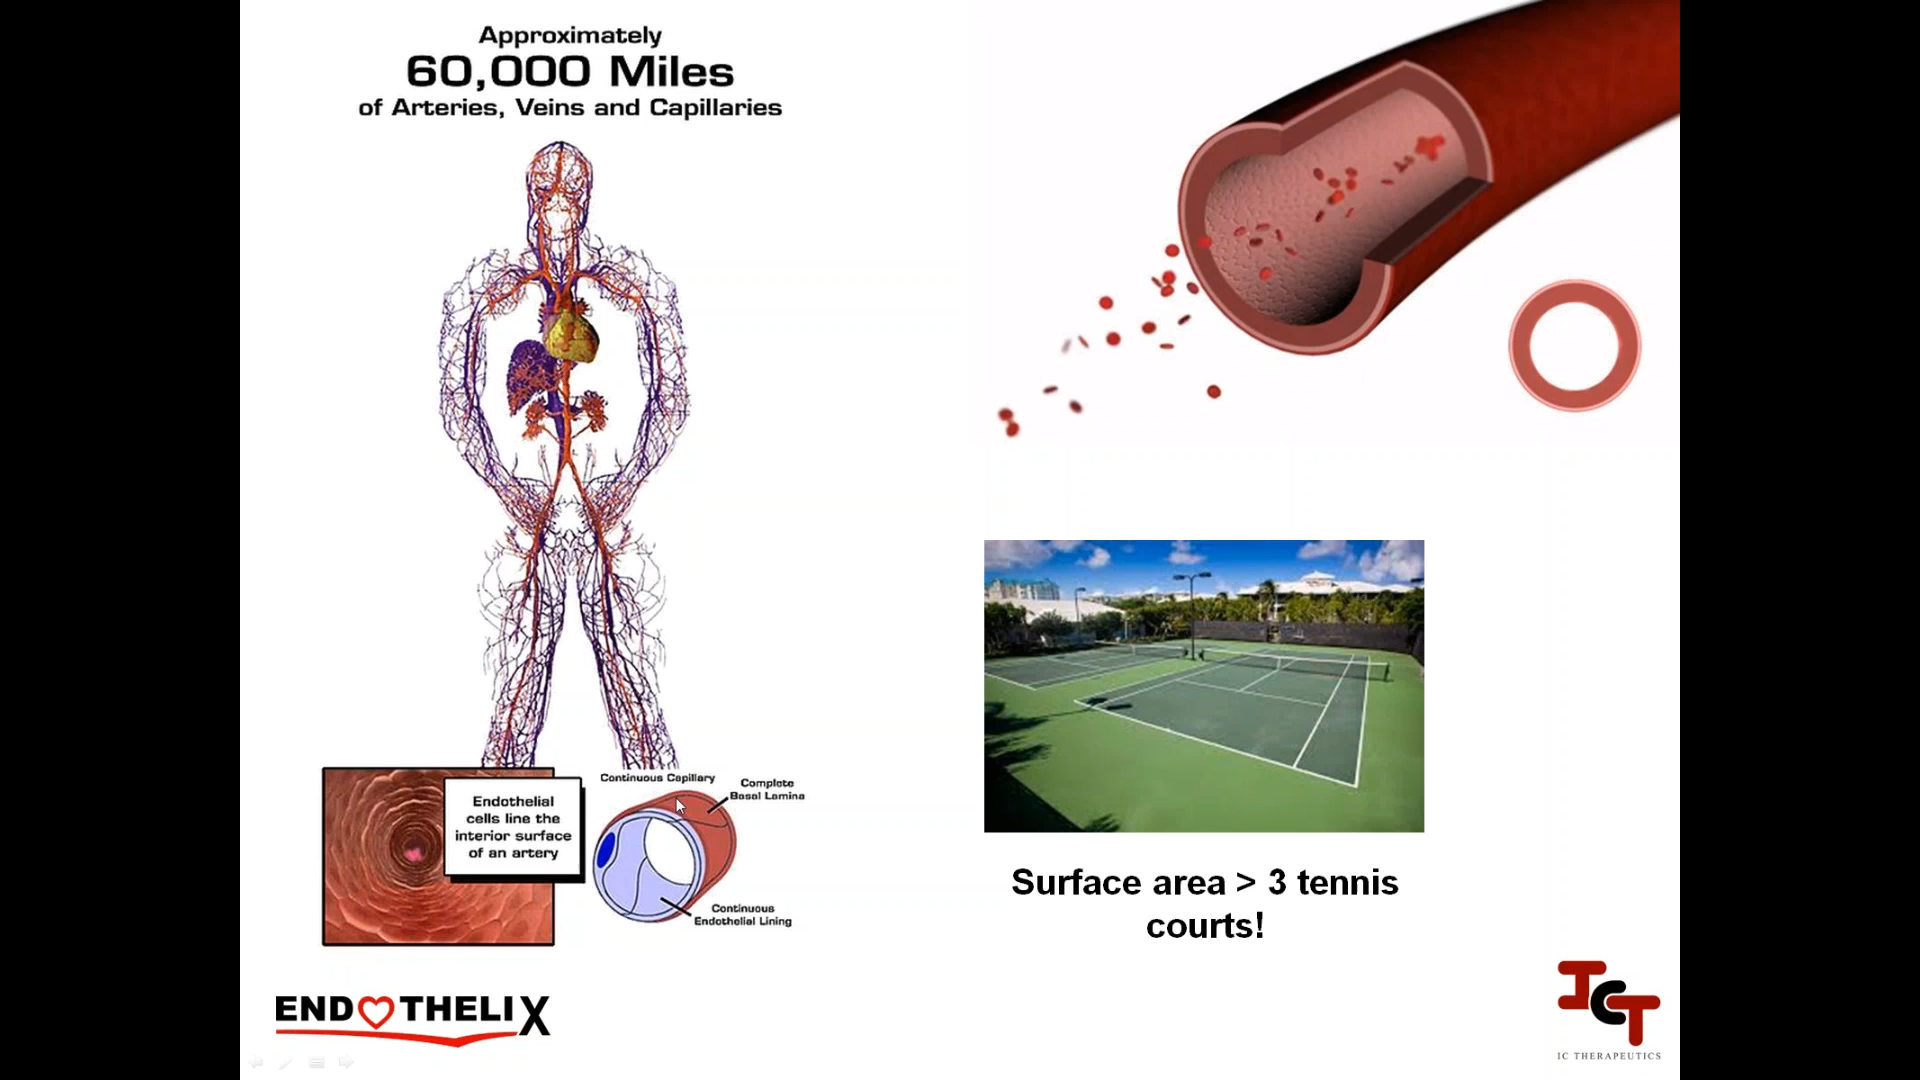 Approximately
60,000 Miles
of Arteries, Veins and Capillaries
Endothelial
cells line the
interior surface
of an artery
Continuous Capillary
Complete
Basal Lamina
Continuous
Endothelial Lining
Surface area > 3 tennis
courts!
ENDOTHELIX
ICT
IC THERAPEUTICS